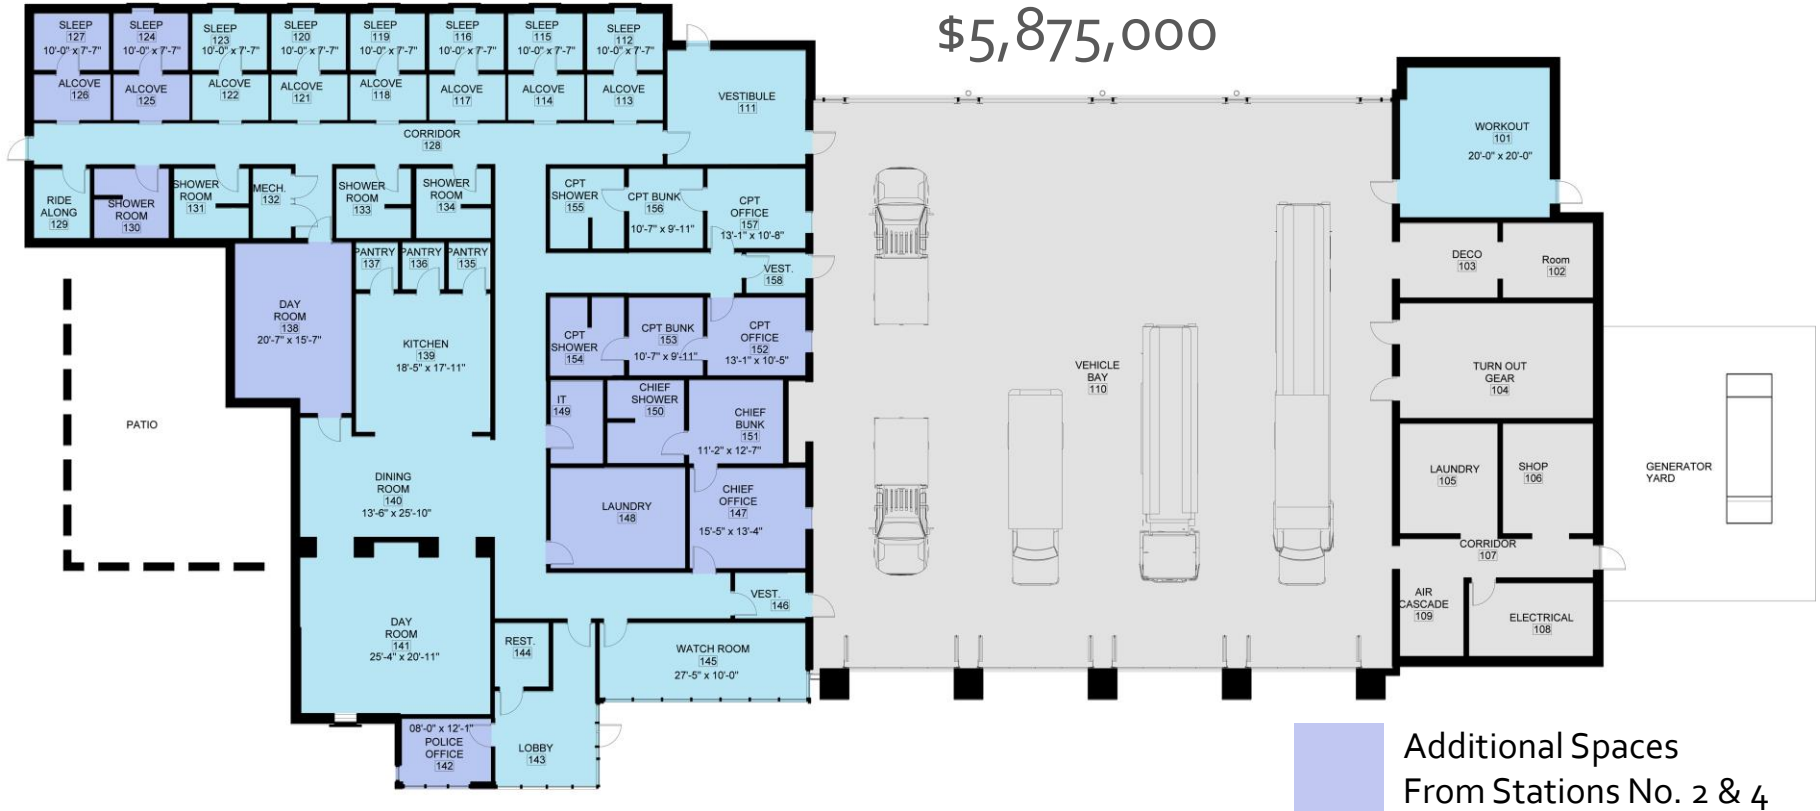 $5,875,000
SLEEP
127
10'-0" x 7'-7"
SLEEP
124
10'-0" x 7'-7"
SLEEP
123
10'-0" x 7'-7"
SLEEP
120
10'-0" x 7'-7"
SLEEP
119
10'-0" x 7'-7"
SLEEP
116
10'-0" x 7'-7"
SLEEP
115
10'-0" x 7'-7"
SLEEP
112
10'-0" x 7'-7"
ALCOVE
126
ALCOVE
125
ALCOVE
122
ALCOVE
121
ALCOVE
118
ALCOVE
117
ALCOVE
114
ALCOVE
113
VESTIBULE
111
CORRIDOR
128
WORKOUT
101
20'-0" x 20'-0"
RIDE
ALONG
129
SHOWER
ROOM
130
SHOWER
ROOM
131
MECH.
132
SHOWER
ROOM
133
SHOWER
ROOM
134
CPT
SHOWER
155
CPT BUNK
156
10'-7" x 9'-11"
CPT
OFFICE
157
13'-1" x 10'-8"
PANTRY
137
PANTRY
136
PANTRY
135
VEST.
158
DECO
103
Room
102
DAY
ROOM
138
20'-7" x 15'-7"
KITCHEN
139
18'-5" x 17'-11"
CPT
SHOWER
154
CPT BUNK
153
10'-7" x 9'-11"
CPT
OFFICE
152
13'-1" x 10'-5"
VEHICLE
BAY
110
TURN OUT
GEAR
104
IT
149
CHIEF
SHOWER
150
CHIEF
BUNK
151
11'-2" x 12'-7"
PATIO
DINING
ROOM
140
13'-6" x 25'-10"
LAUNDRY
148
CHIEF
OFFICE
147
15'-5" x 13'-4"
LAUNDRY
105
SHOP
106
GENERATOR
YARD
CORRIDOR
107
VEST.
146
AIR
CASCADE
109
ELECTRICAL
108
DAY
ROOM
141
25'-4" x 20'-11"
REST.
144
WATCH ROOM
145
27'-5" x 10'-0"
08'-0" x 12'-1"
POLICE
OFFICE
142
LOBBY
143
Additional Spaces
From Stations No. 2 & 4